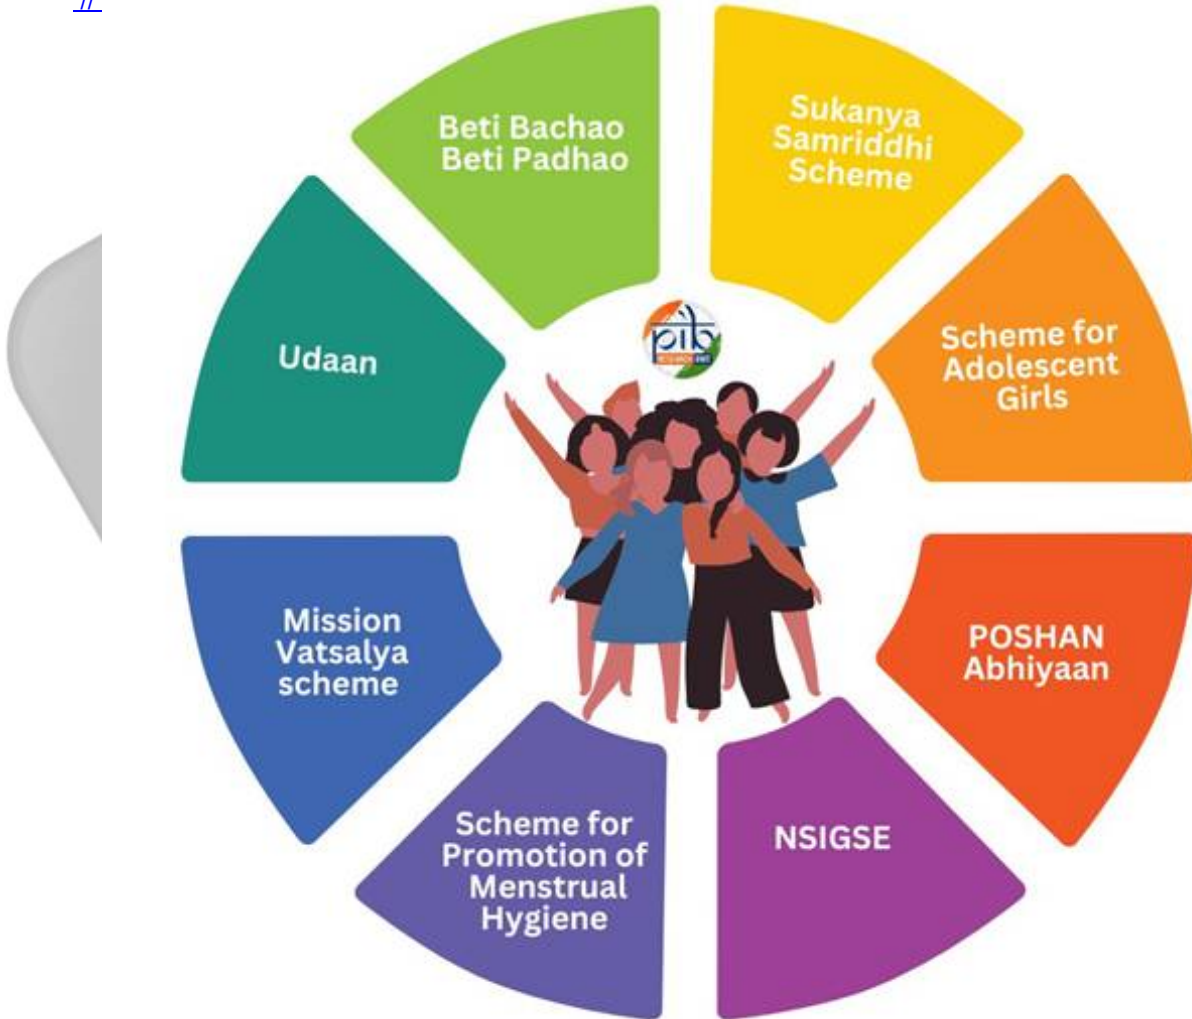 //
Beti Bachao
Beti Padhao
Sukanya
Samriddhi
Scheme
Scheme for
Adolescent
Girls
POSHAN
Abhiyaan
NSIGSE
Scheme for
Promotion of
Menstrual
Hygiene
Mission
Vatsalya
scheme
Udaan
pib